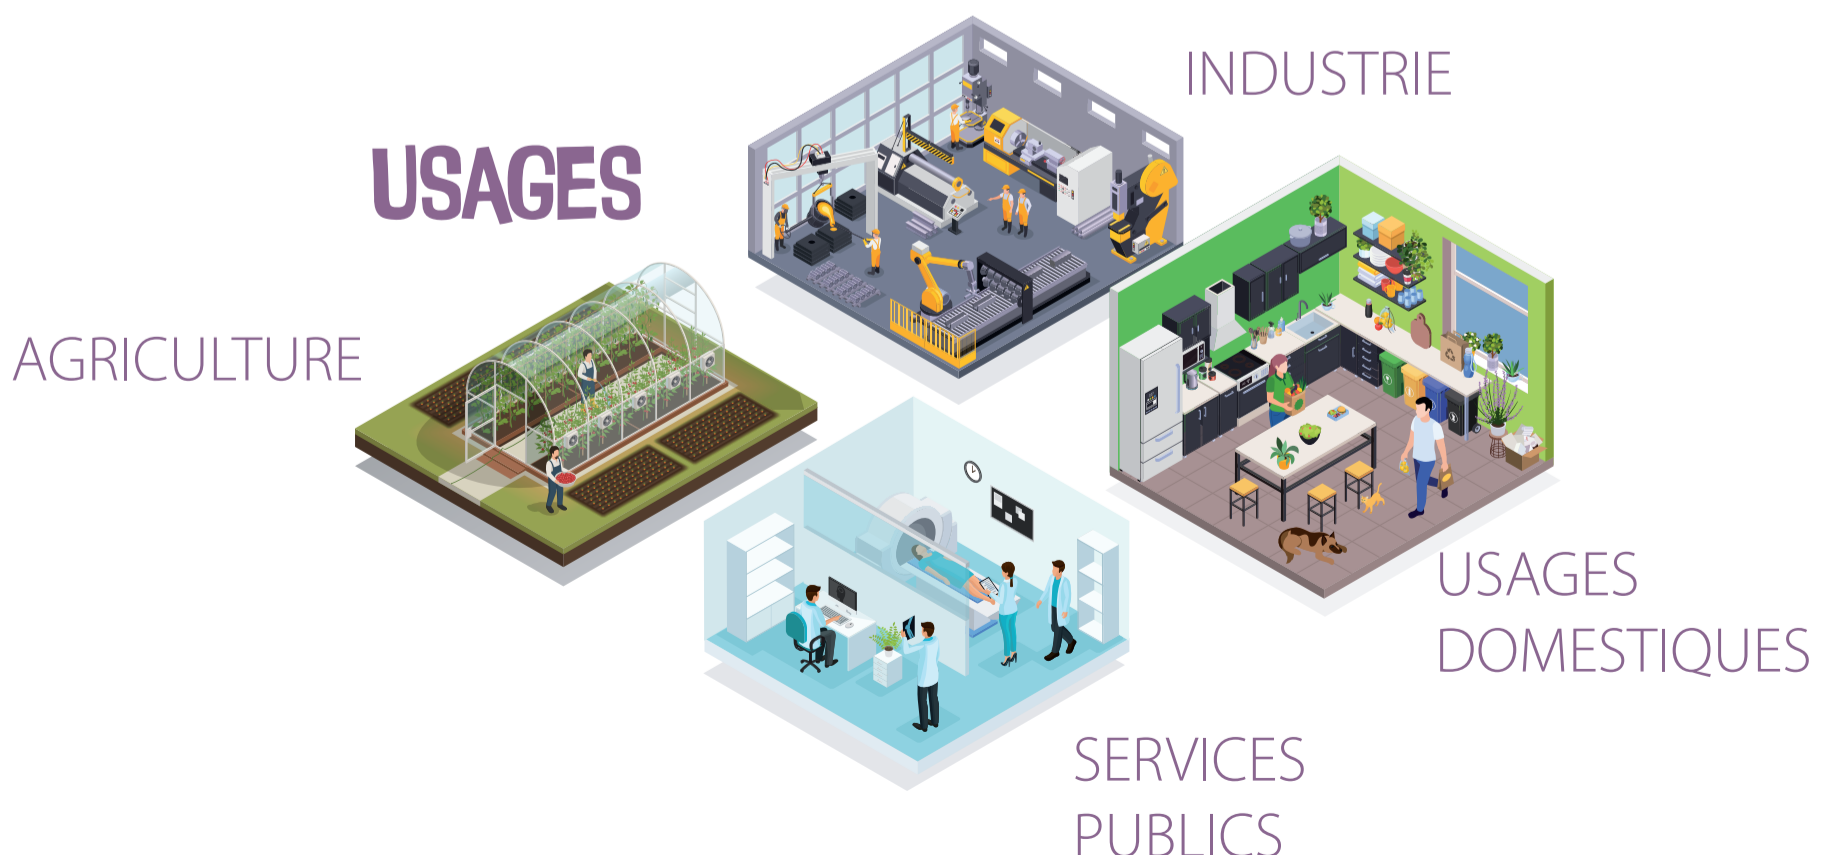 INDUSTRIE
USAGES
AGRICULTURE
USAGES
DOMESTIQUES
SERVICES
PUBLICS